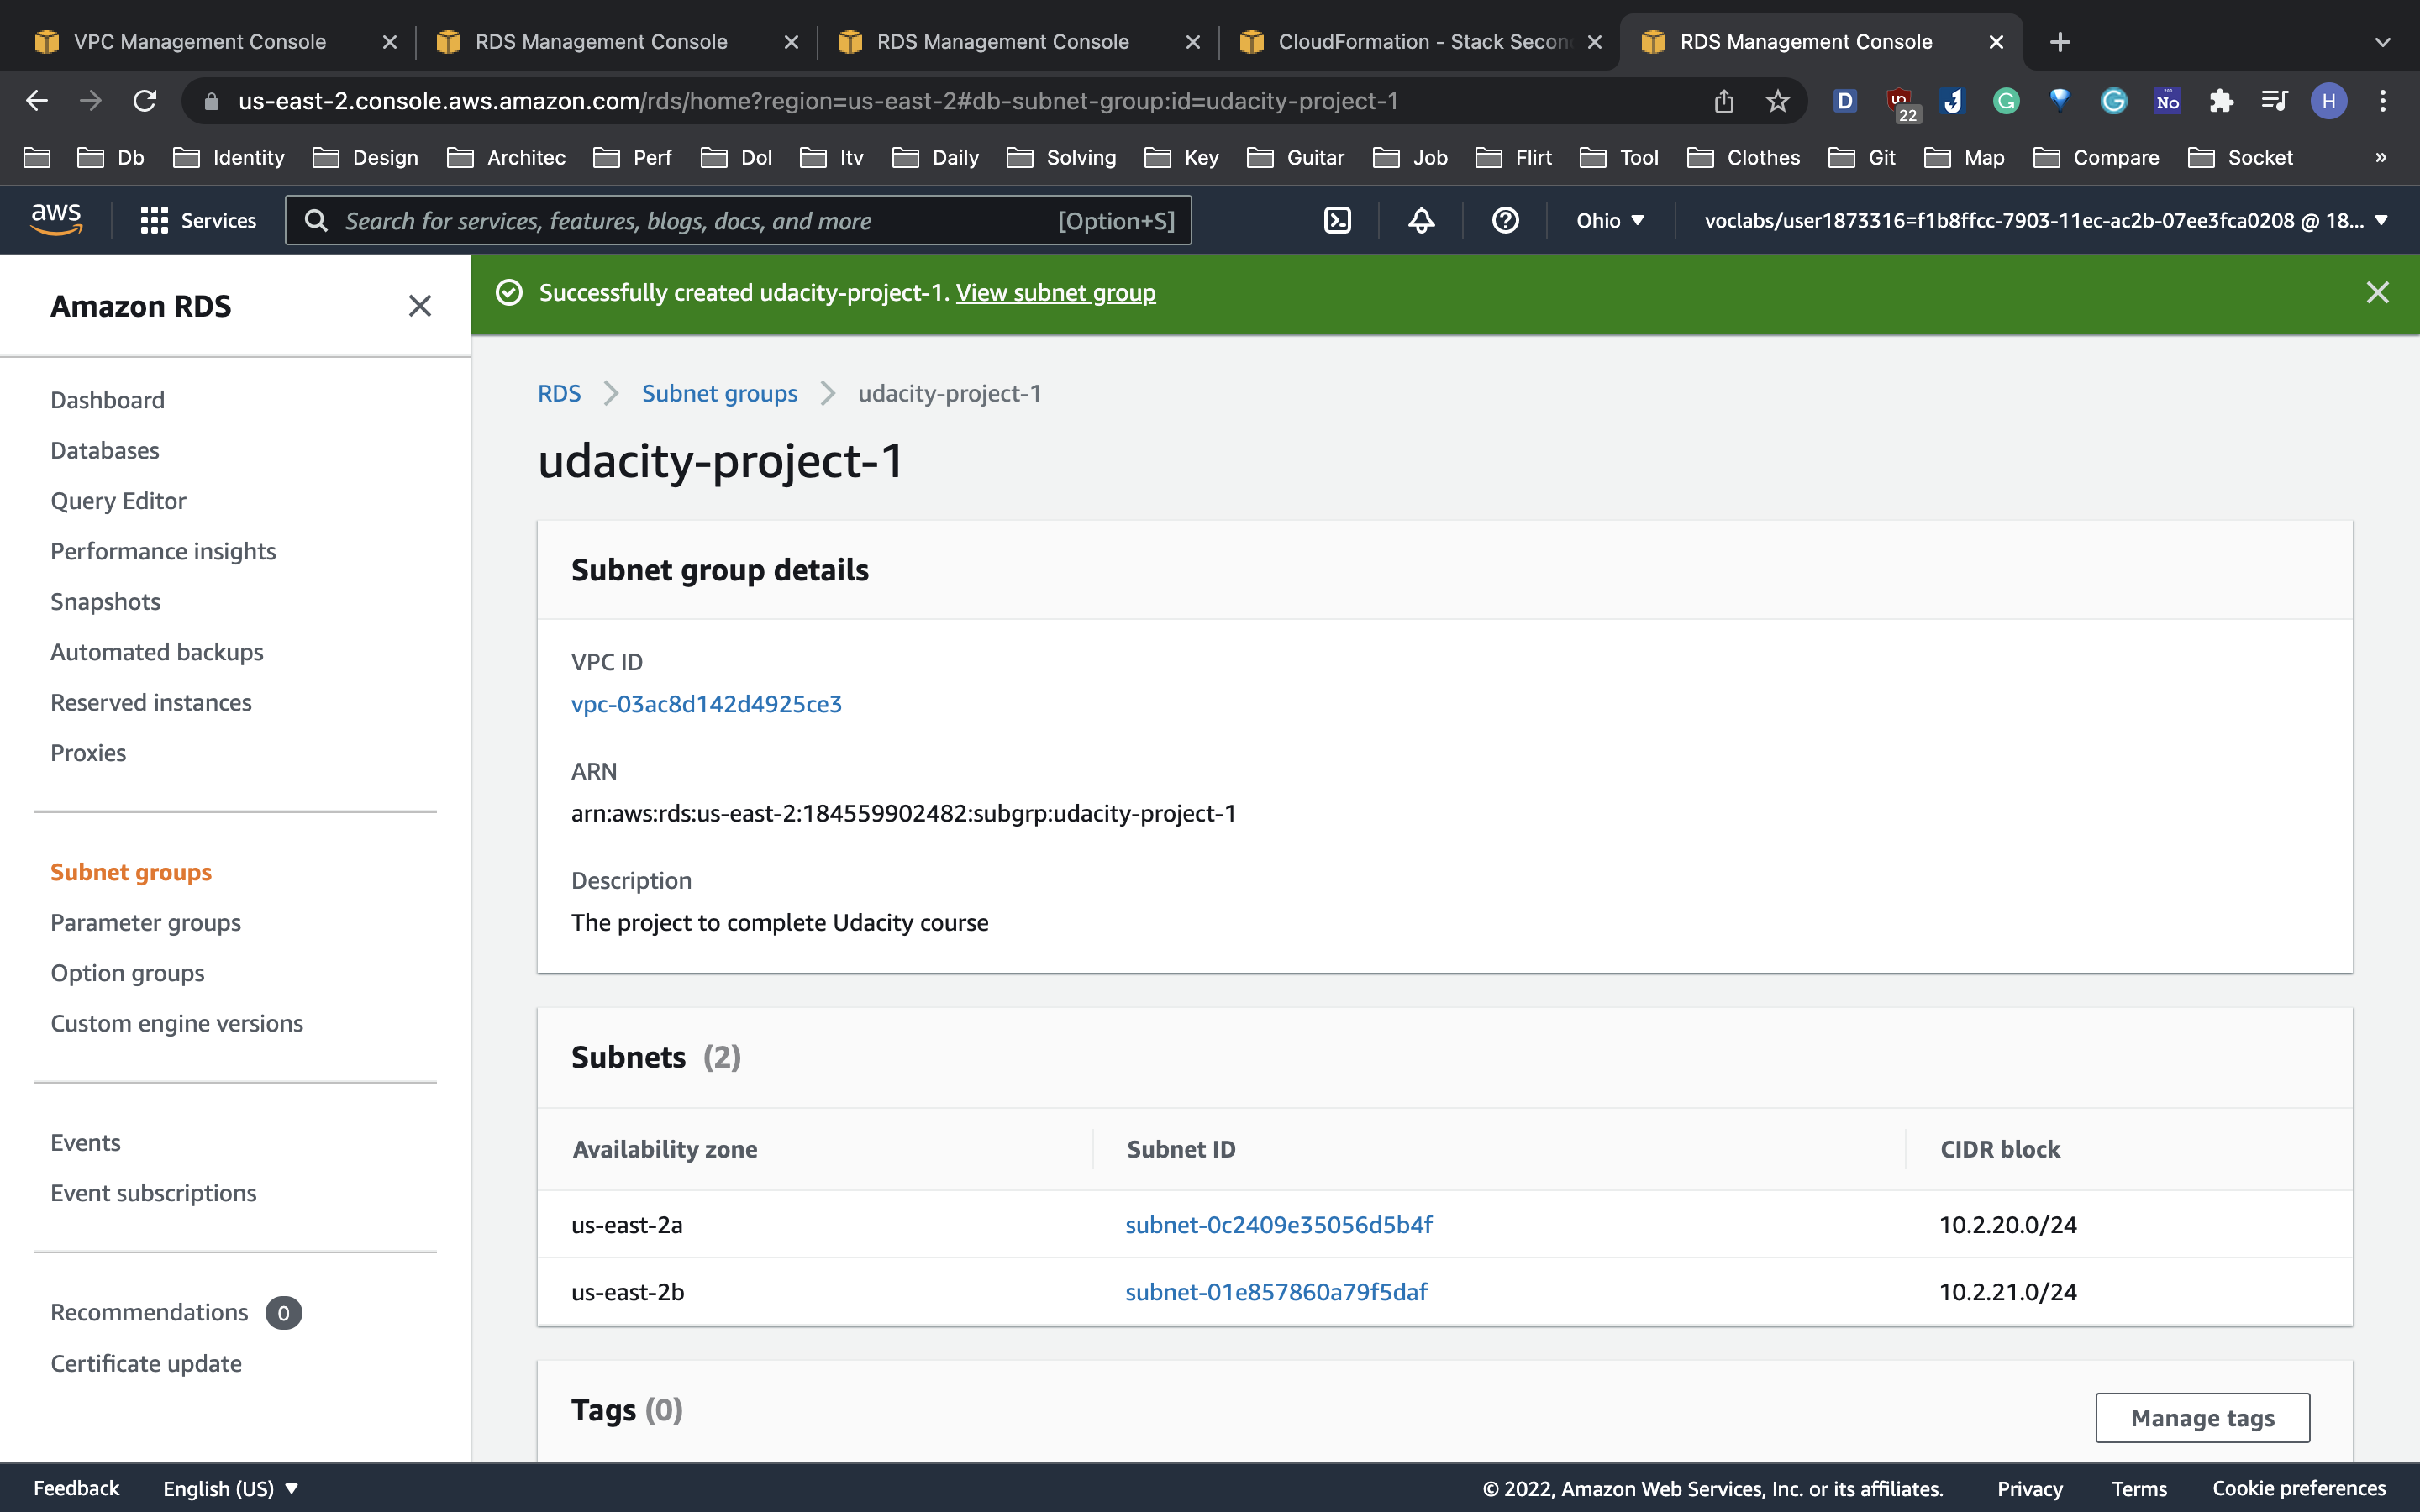 VPC Management Console
RDS Management Console
RDS Management Console
CloudFormation - Stack Secon
RDS Management Console
us-east-2.console.aws.amazon.com/rds/home?region=us-east-2#db-subnet-group:id=udacity-project-1
D
22
G
No
H
Db
Identity
Design
Architec
Perf
Dol
Itv
Daily
Solving
Key
Guitar
Job
Flirt
Tool
Clothes
Git
Map
Compare
Socket
»
aws
Services
Search for services, features, blogs, docs, and more
[Option+S]
Ohio
voclabs/user1873316=f1b8ffcc-7903-11ec-ac2b-07ee3fca0208 @ 18...
Amazon RDS
Dashboard
Databases
Query Editor
Performance insights
Snapshots
Automated backups
Reserved instances
Proxies
Subnet groups
Parameter groups
Option groups
Custom engine versions
Events
Event subscriptions
Recommendations 0
Certificate update
Successfully created udacity-project-1. View subnet group
RDS
Subnet groups
udacity-project-1
udacity-project-1
Subnet group details
VPC ID
vpc-03ac8d142d4925ce3
ARN
arn:aws:rds:us-east-2:184559902482:subgrp:udacity-project-1
Description
The project to complete Udacity course
Subnets (2)
Availability zone Subnet ID CIDR block
us-east-2a subnet-0c2409e35056d5b4f 10.2.20.0/24
us-east-2b subnet-01e857860a79f5daf 10.2.21.0/24
Tags (0)
Manage tags
Feedback
English (US)
© 2022, Amazon Web Services, Inc. or its affiliates.
Privacy
Terms
Cookie preferences